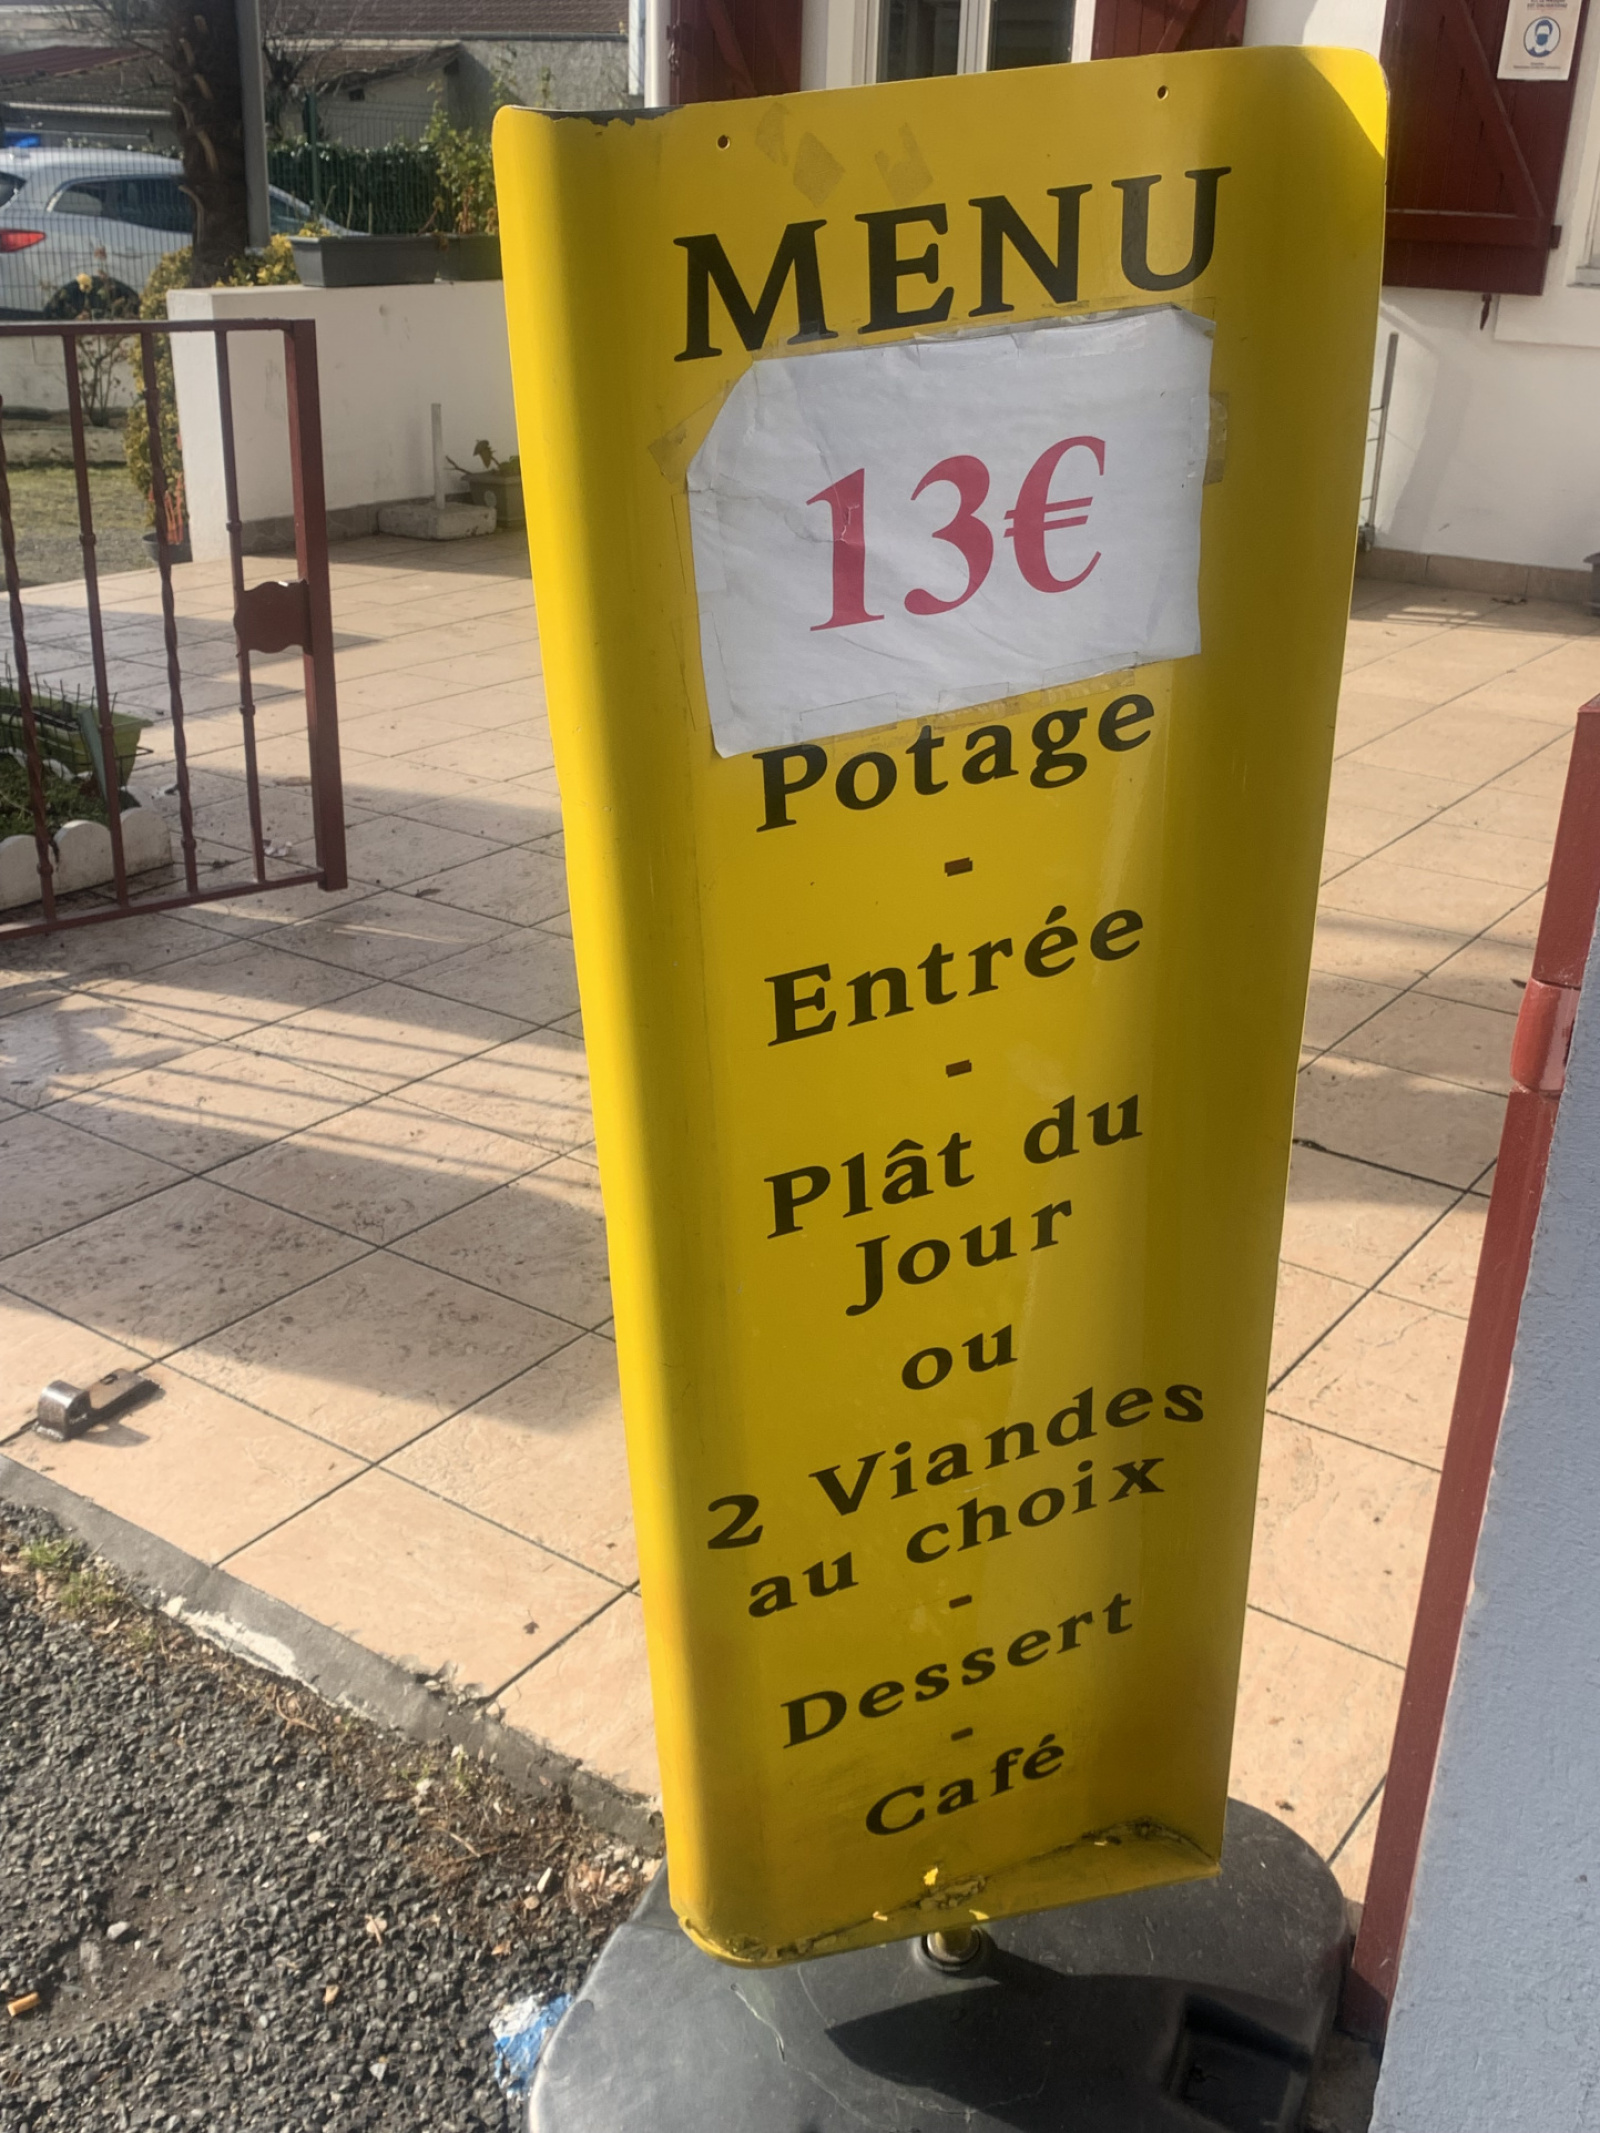 MENU
13€
Potage
-
Entrée
-
Plât du
Jour
ou
2 Viandes
au choix
-
Dessert
-
Café